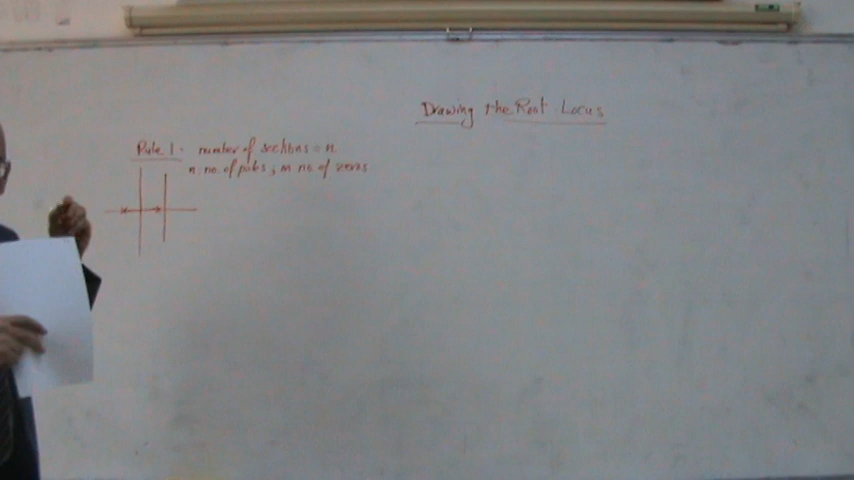 Drawing the Root Locus
Rule 1: number of sections = n
n: no. of poles, m no. of zeros